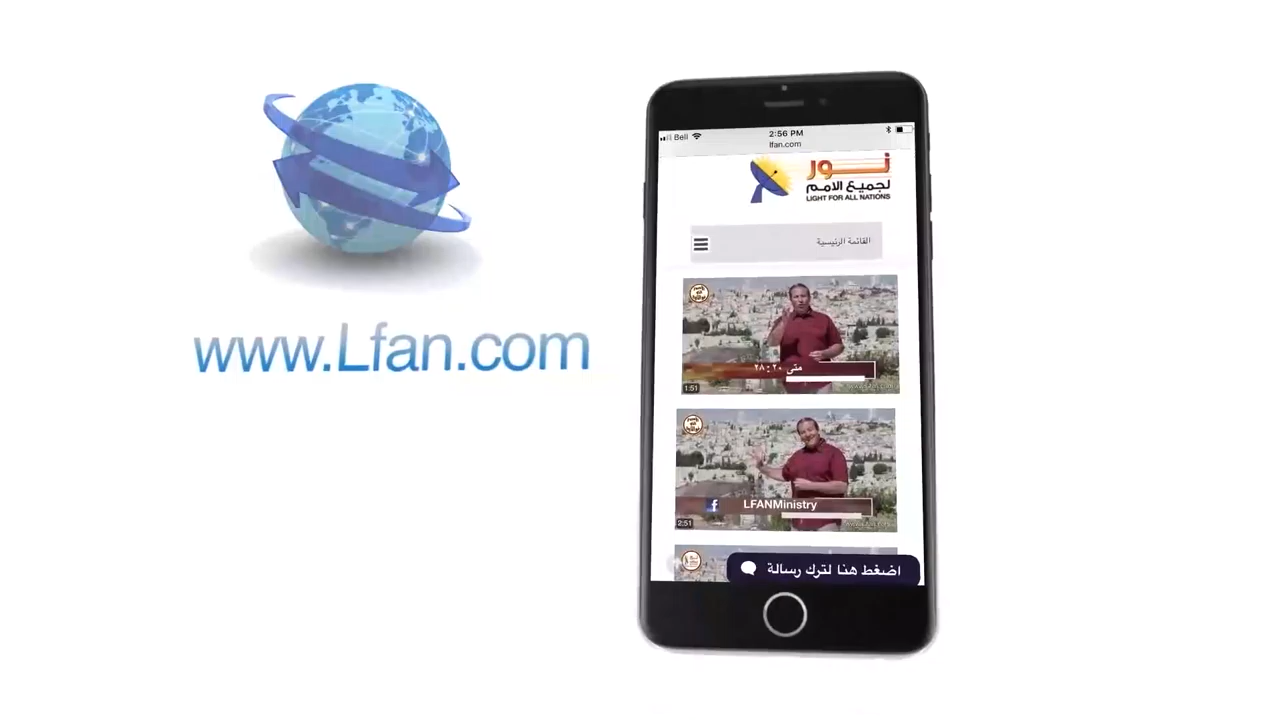 www.Lfan.com
Bell
2:56 PM
lfan.com
نور
لجميع الامم
LIGHT FOR ALL NATIONS
القائمة الرئيسية
متى ٢٠ : ٢٨
1:51
LFANMinistry
2:51
اضغط هنا لترك رسالة